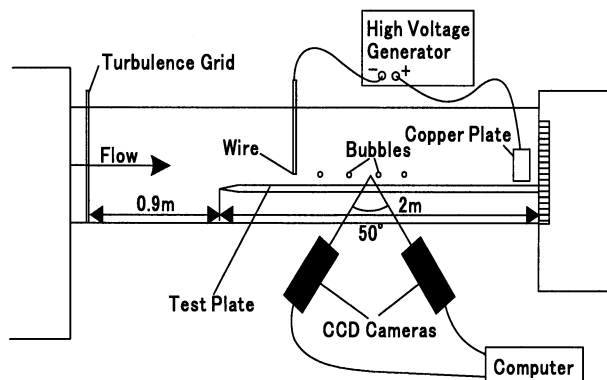 High Voltage
Generator
− +
Turbulence Grid
Copper Plate
Wire
Bubbles
Flow
0.9m
2m
50°
Test Plate
CCD Cameras
Computer